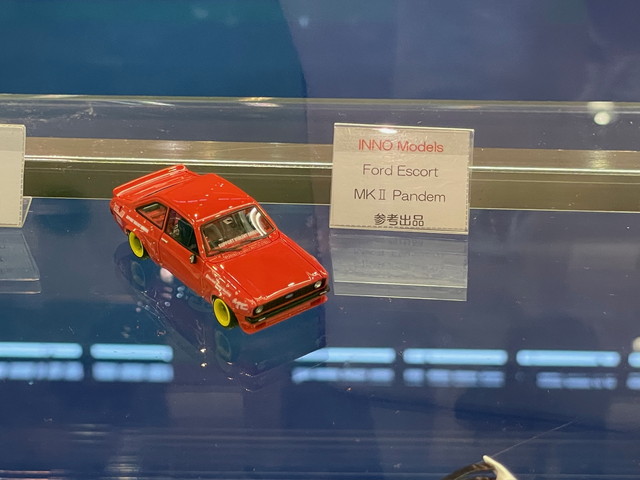 INNO Models
Ford Escort
MKⅡ Pandem
参考出品